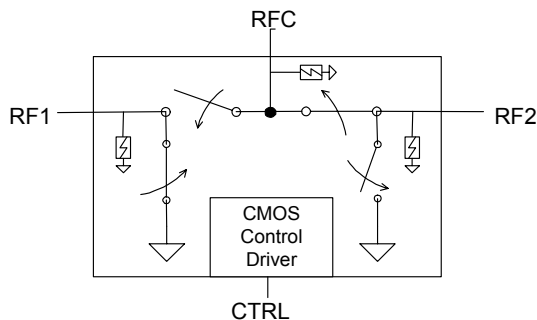 RFC
RF1
RF2
CMOS
Control
Driver
CTRL